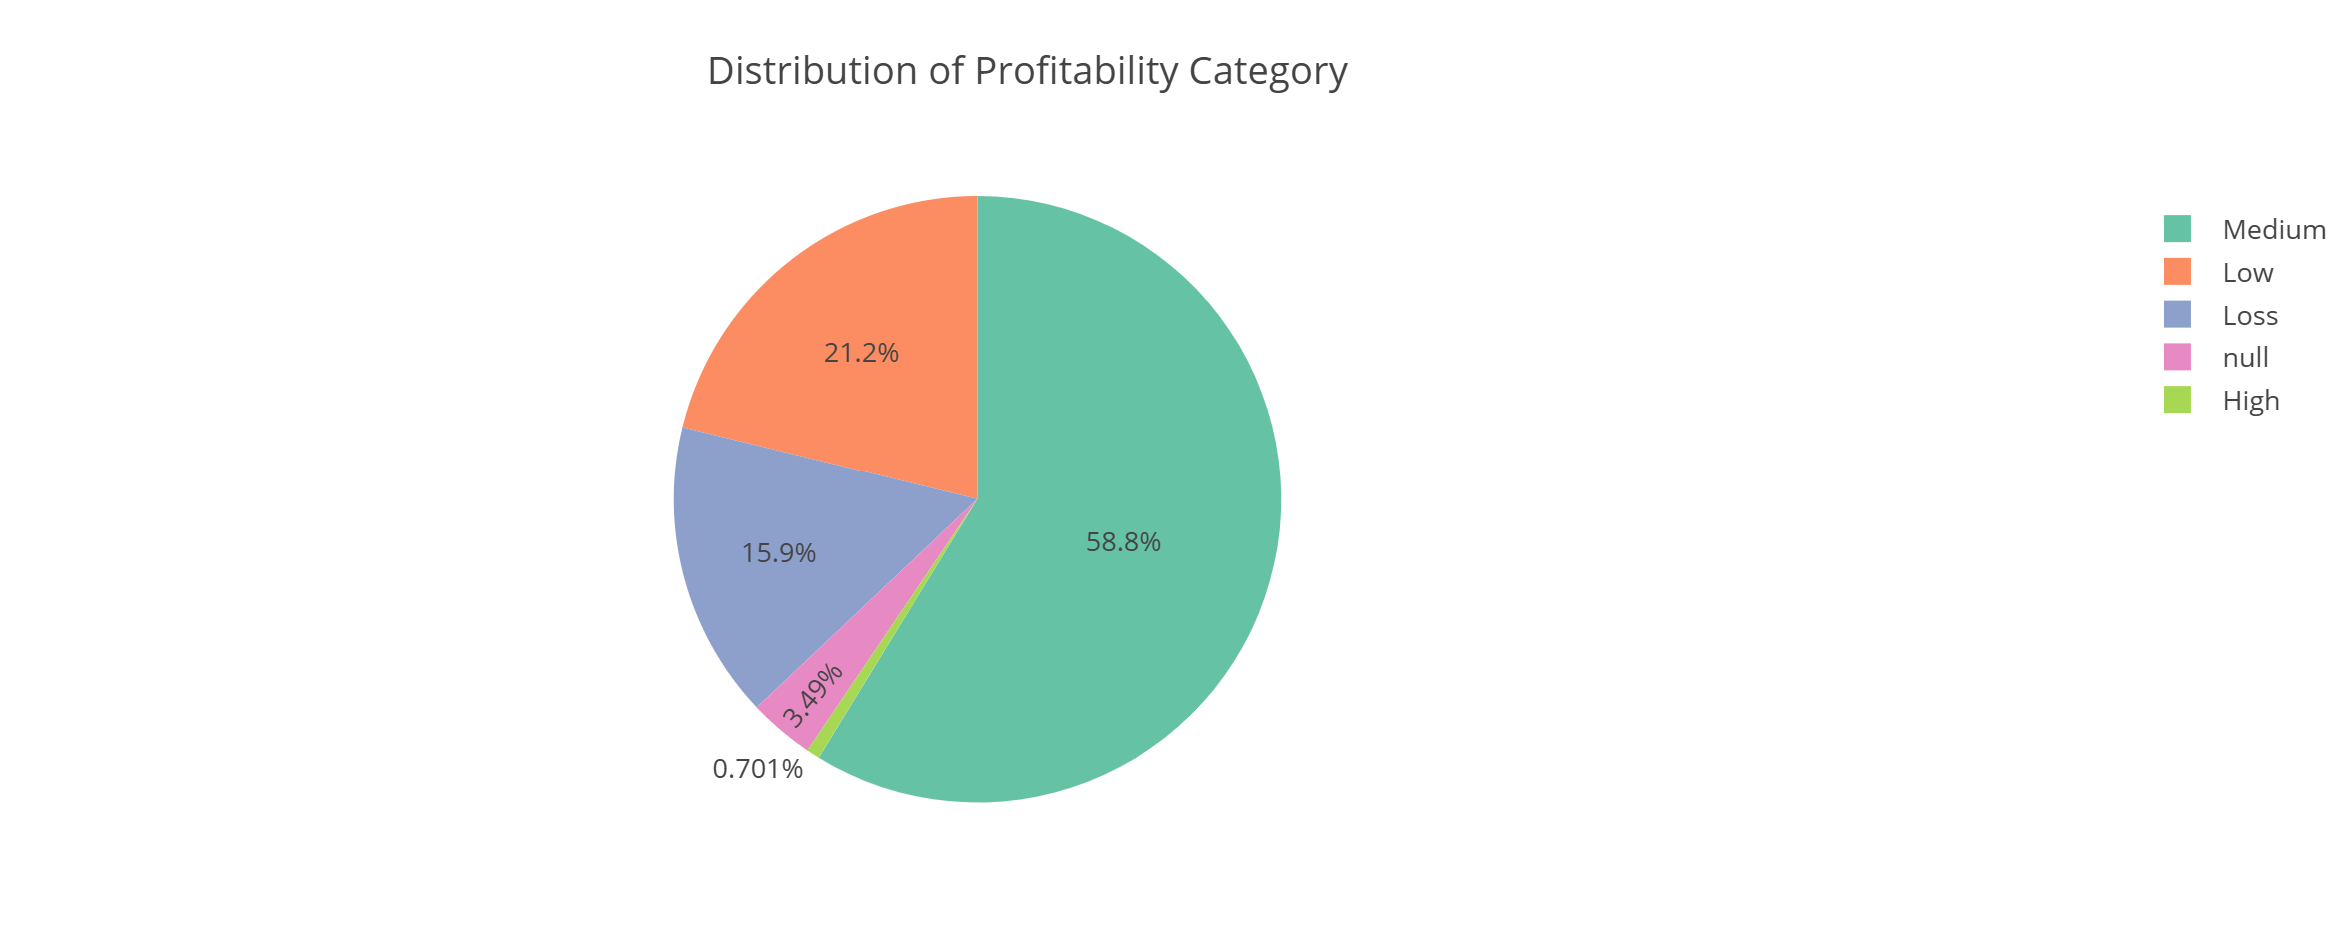 Distribution of Profitability Category
Medium
Low
Loss
null
High
21.2%
58.8%
15.9%
3.49%
0.701%